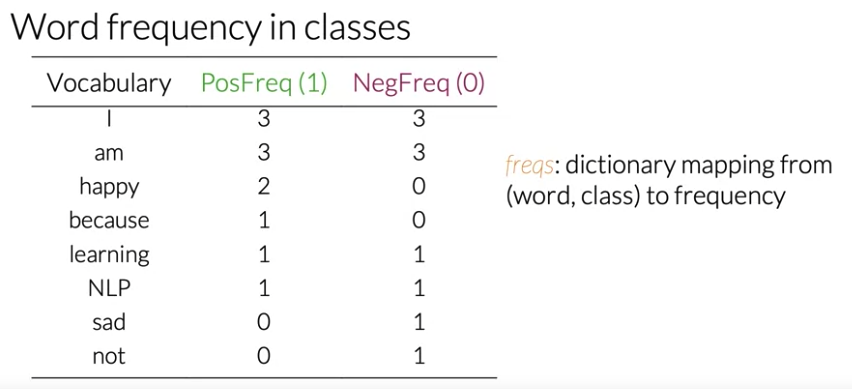 Word frequency in classes
Vocabulary PosFreq (1) NegFreq (0)
I 3 3
am 3 3
happy 2 0
because 1 0
learning 1 1
NLP 1 1
sad 0 1
not 0 1
freqs: dictionary mapping from
(word, class) to frequency